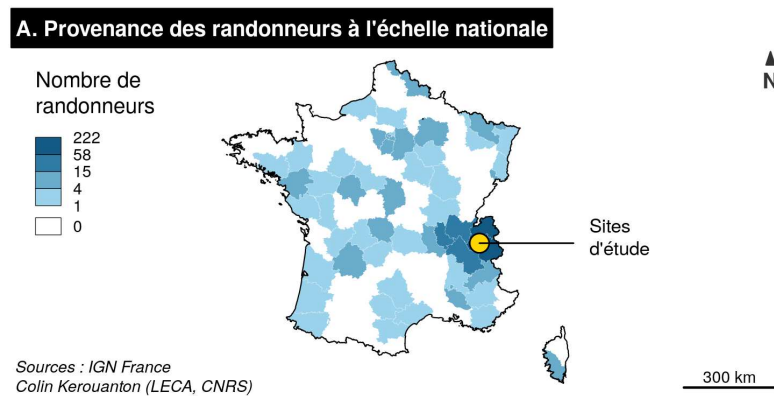 A. Provenance des randonneurs à l'échelle nationale
N
Nombre de
randonneurs
222
58
15
4
1
0
Sites
d'étude
Sources : IGN France
Colin Kerouanton (LECA, CNRS)
300 km